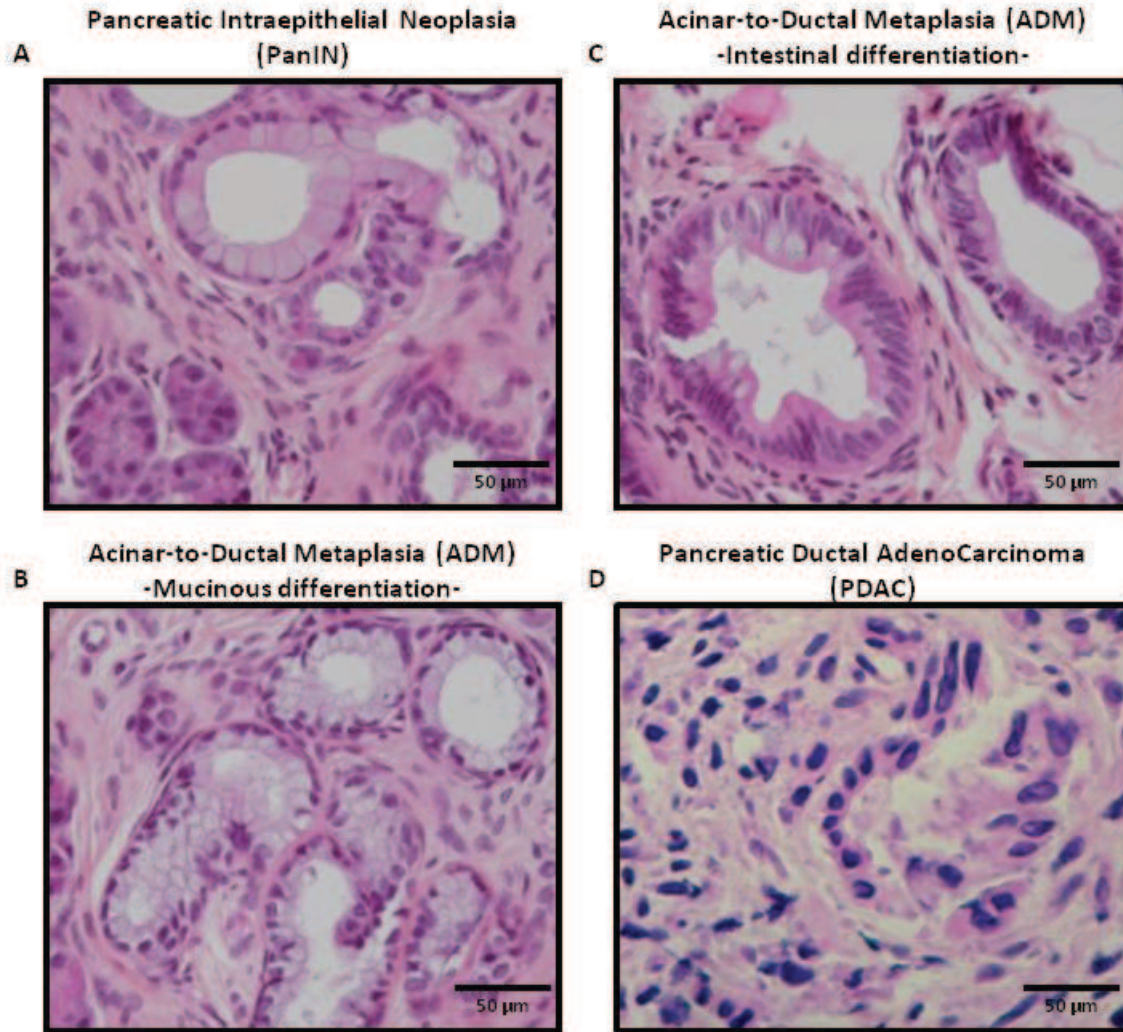 A
Pancreatic Intraepithelial Neoplasia
(PanIN)
50 µm
B
Acinar-to-Ductal Metaplasia (ADM)
-Mucinous differentiation-
50 µm
C
Acinar-to-Ductal Metaplasia (ADM)
-Intestinal differentiation-
50 µm
D
Pancreatic Ductal AdenoCarcinoma
(PDAC)
50 µm